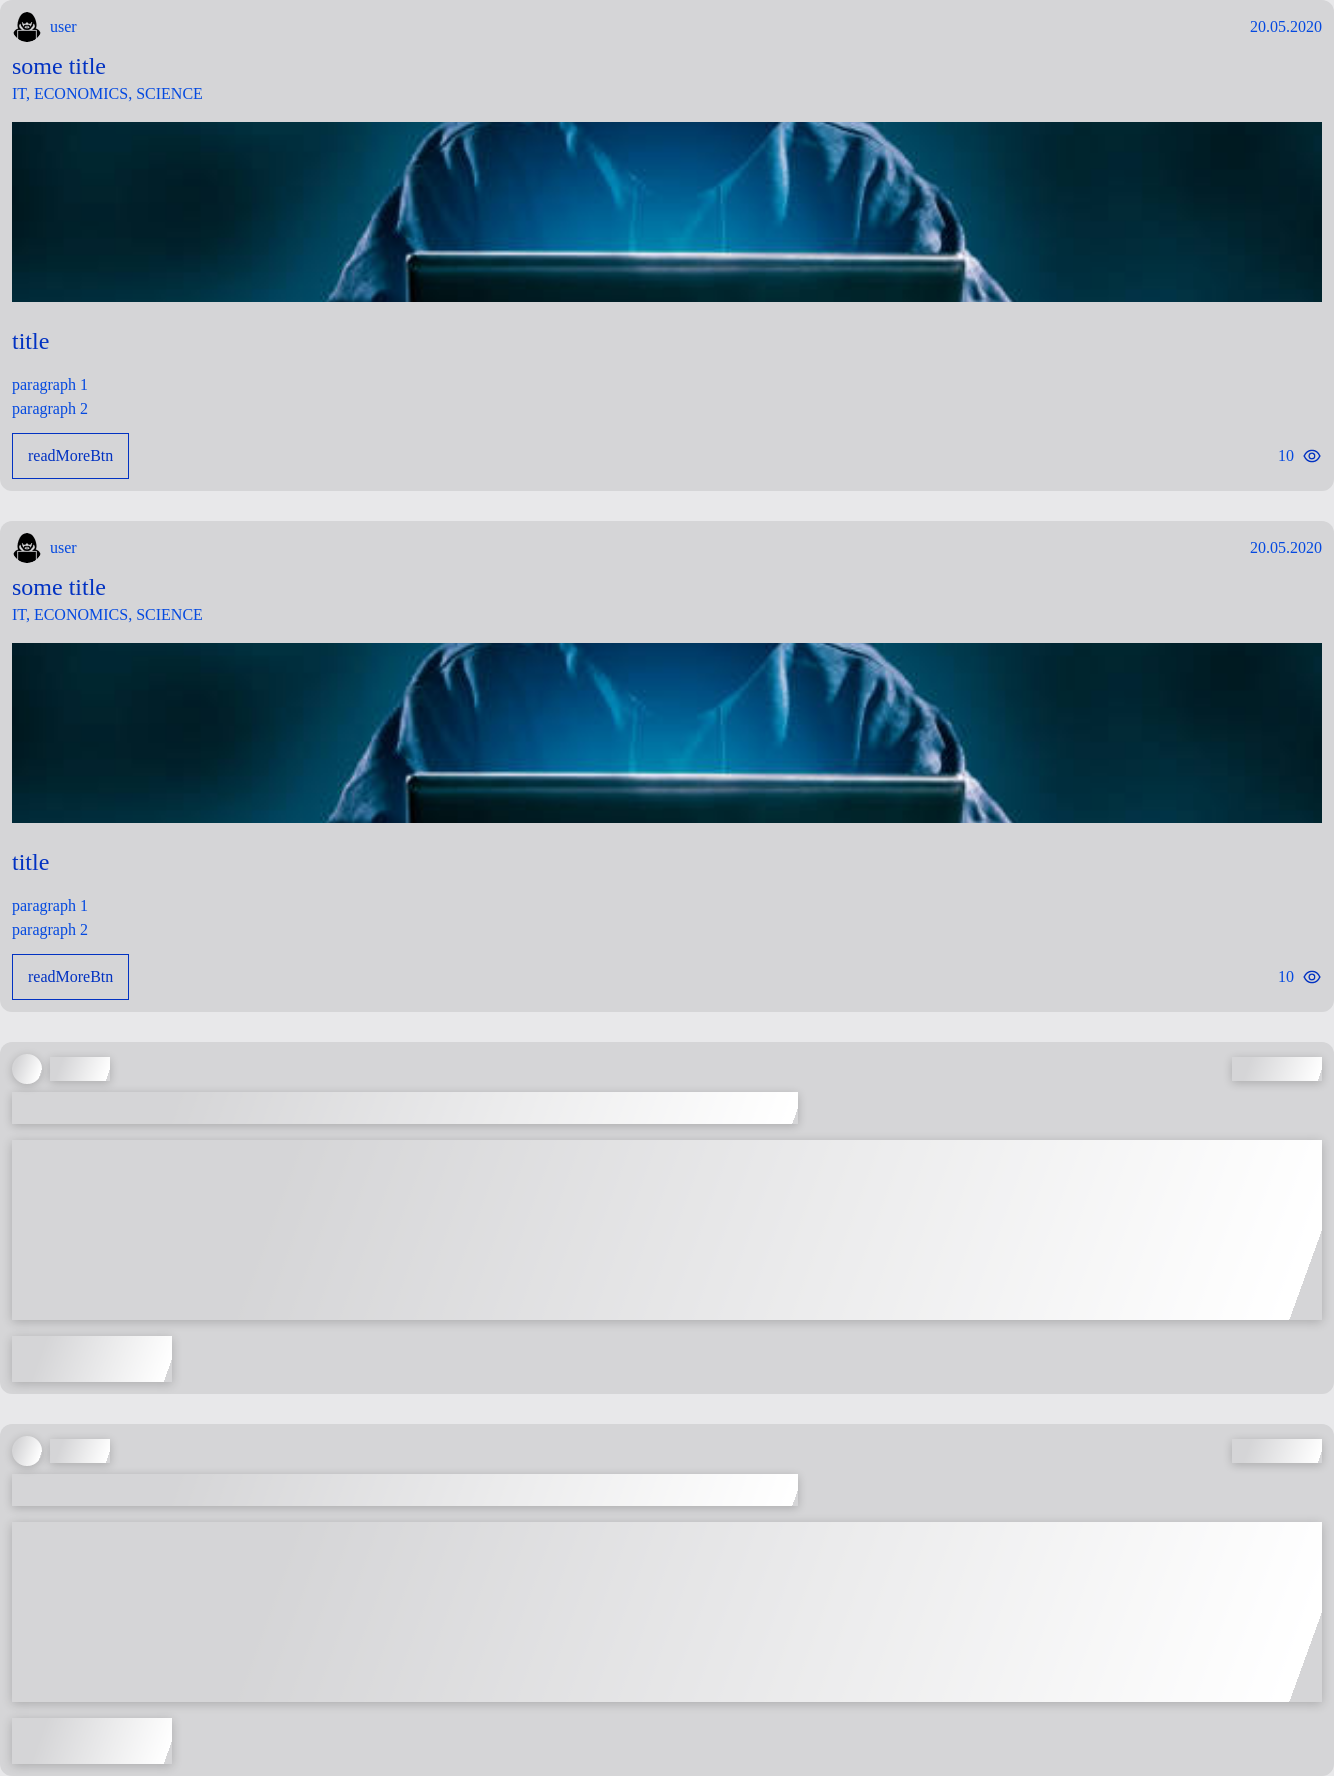 user 20.05.2020
some title
IT, ECONOMICS, SCIENCE
title
paragraph 1
paragraph 2
readMoreBtn 10
user 20.05.2020
some title
IT, ECONOMICS, SCIENCE
title
paragraph 1
paragraph 2
readMoreBtn 10